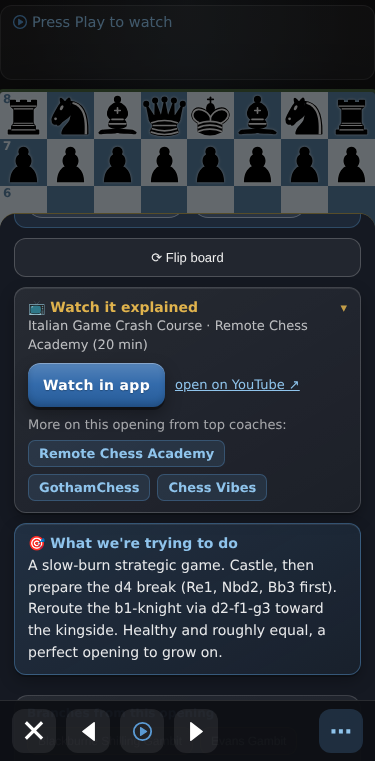 Press Play to watch
8
7
6
⟳ Flip board
Watch it explained ▾
Italian Game Crash Course · Remote Chess
Academy (20 min)
Watch in app open on YouTube ↗
More on this opening from top coaches:
Remote Chess Academy
GothamChess Chess Vibes
What we're trying to do
A slow-burn strategic game. Castle, then
prepare the d4 break (Re1, Nbd2, Bb3 first).
Reroute the b1-knight via d2-f1-g3 toward
the kingside. Healthy and roughly equal, a
perfect opening to grow on.